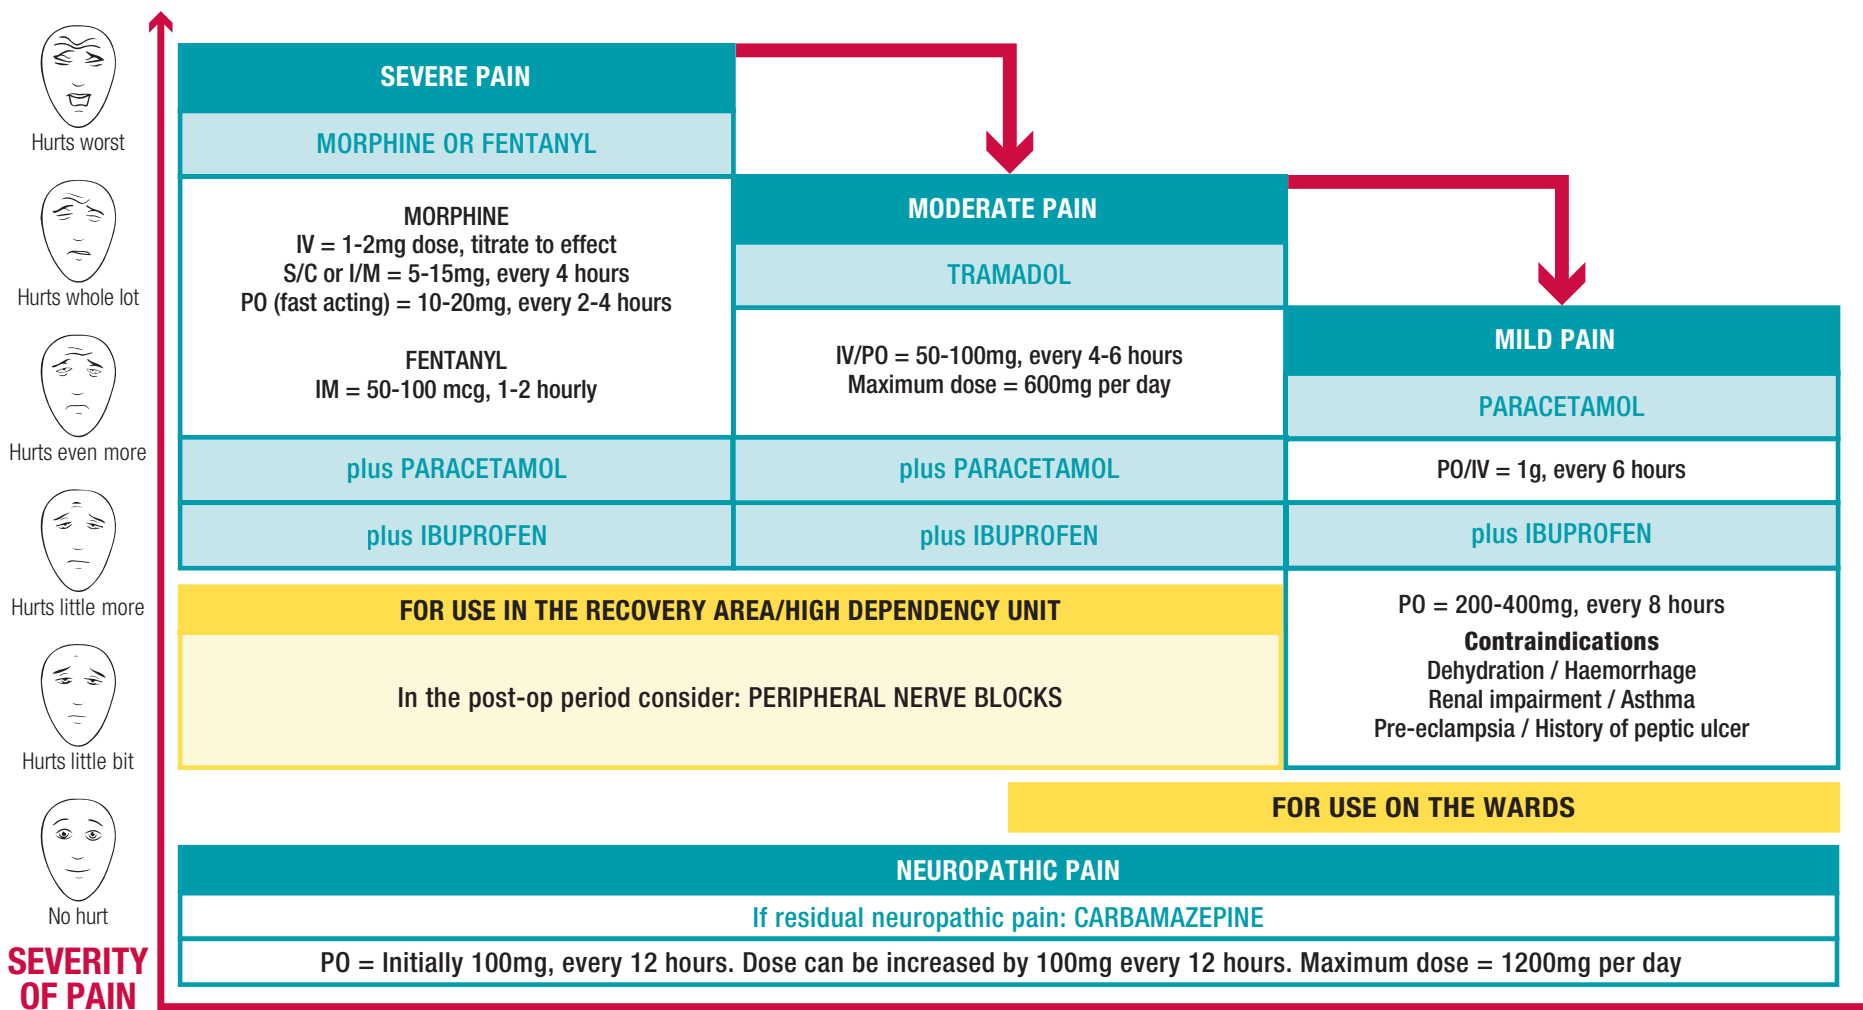 Hurts worst
Hurts whole lot
Hurts even more
Hurts little more
Hurts little bit
No hurt
SEVERITY
OF PAIN
SEVERE PAIN
MORPHINE OR FENTANYL
MORPHINE
IV = 1-2mg dose, titrate to effect
S/C or I/M = 5-15mg, every 4 hours
PO (fast acting) = 10-20mg, every 2-4 hours
FENTANYL
IM = 50-100 mcg, 1-2 hourly
plus PARACETAMOL
plus IBUPROFEN
MODERATE PAIN
TRAMADOL
IV/PO = 50-100mg, every 4-6 hours
Maximum dose = 600mg per day
plus PARACETAMOL
plus IBUPROFEN
MILD PAIN
PARACETAMOL
PO/IV = 1g, every 6 hours
plus IBUPROFEN
PO = 200-400mg, every 8 hours
Contraindications
Dehydration / Haemorrhage
Renal impairment / Asthma
Pre-eclampsia / History of peptic ulcer
FOR USE IN THE RECOVERY AREA/HIGH DEPENDENCY UNIT
In the post-op period consider: PERIPHERAL NERVE BLOCKS
FOR USE ON THE WARDS
NEUROPATHIC PAIN
If residual neuropathic pain: CARBAMAZEPINE
PO = Initially 100mg, every 12 hours. Dose can be increased by 100mg every 12 hours. Maximum dose = 1200mg per day